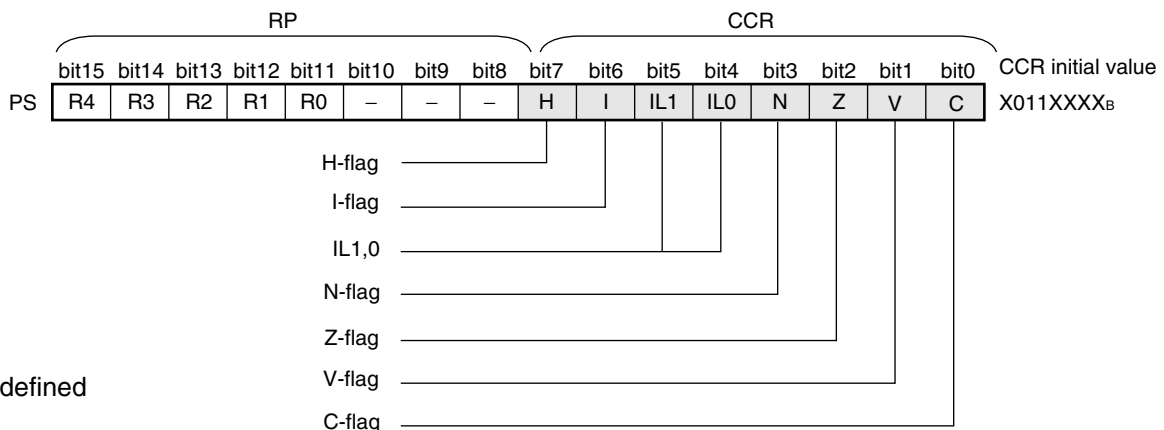 RP CCR
bit15 bit14 bit13 bit12 bit11 bit10 bit9 bit8 bit7 bit6 bit5 bit4 bit3 bit2 bit1 bit0 CCR initial value
PS R4 R3 R2 R1 R0 – – – H I IL1 IL0 N Z V C X011XXXXB
H-flag
I-flag
IL1,0
N-flag
Z-flag
defined
V-flag
C-flag